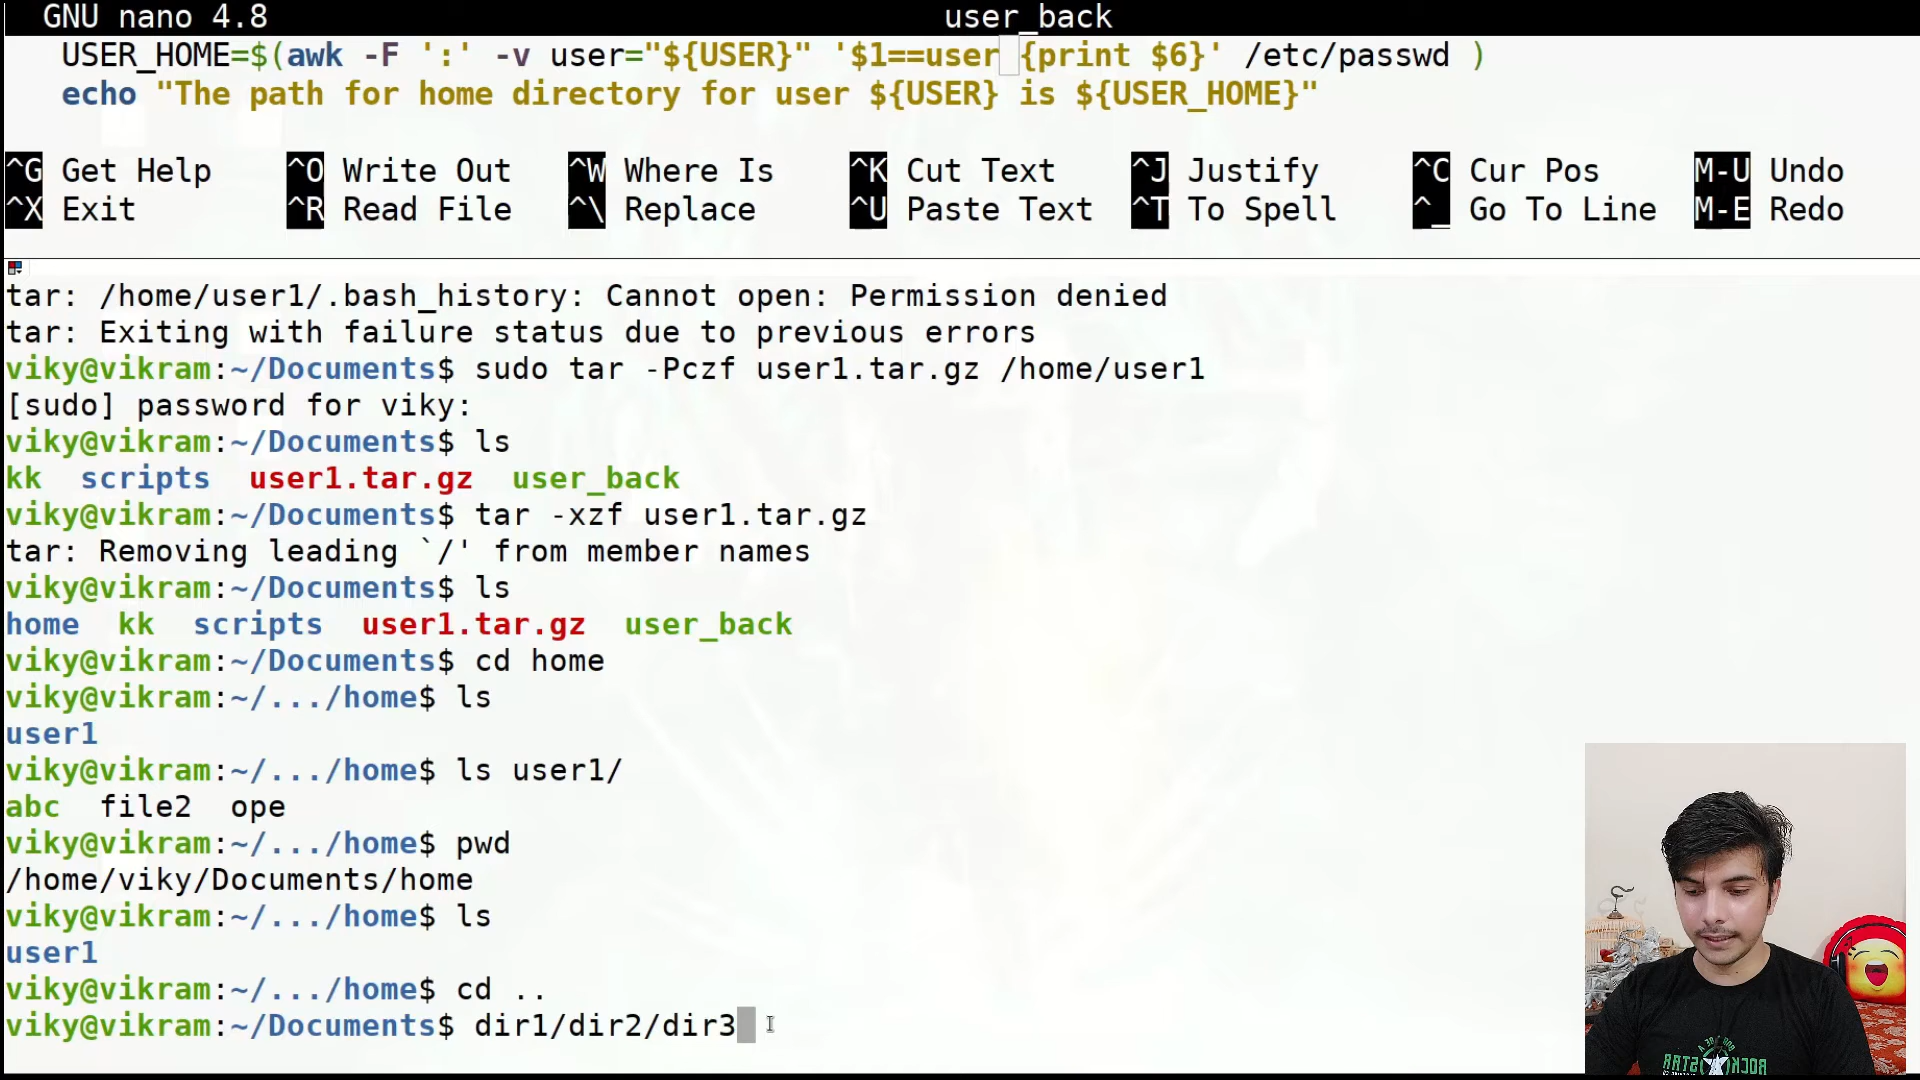 GNU nano 4.8 user_back
USER_HOME=$(awk -F ':' -v user="${USER}" '$1==user {print $6}' /etc/passwd )
echo "The path for home directory for user ${USER} is ${USER_HOME}"
^G Get Help ^O Write Out ^W Where Is ^K Cut Text ^J Justify ^C Cur Pos M-U Undo
^X Exit ^R Read File ^\ Replace ^U Paste Text ^T To Spell ^_ Go To Line M-E Redo
tar: /home/user1/.bash_history: Cannot open: Permission denied
tar: Exiting with failure status due to previous errors
viky@vikram:~/Documents$ sudo tar -Pczf user1.tar.gz /home/user1
[sudo] password for viky:
viky@vikram:~/Documents$ ls
kk scripts user1.tar.gz user_back
viky@vikram:~/Documents$ tar -xzf user1.tar.gz
tar: Removing leading `/' from member names
viky@vikram:~/Documents$ ls
home kk scripts user1.tar.gz user_back
viky@vikram:~/Documents$ cd home
viky@vikram:~/.../home$ ls
user1
viky@vikram:~/.../home$ ls user1/
abc file2 ope
viky@vikram:~/.../home$ pwd
/home/viky/Documents/home
viky@vikram:~/.../home$ ls
user1
viky@vikram:~/.../home$ cd ..
viky@vikram:~/Documents$ dir1/dir2/dir3